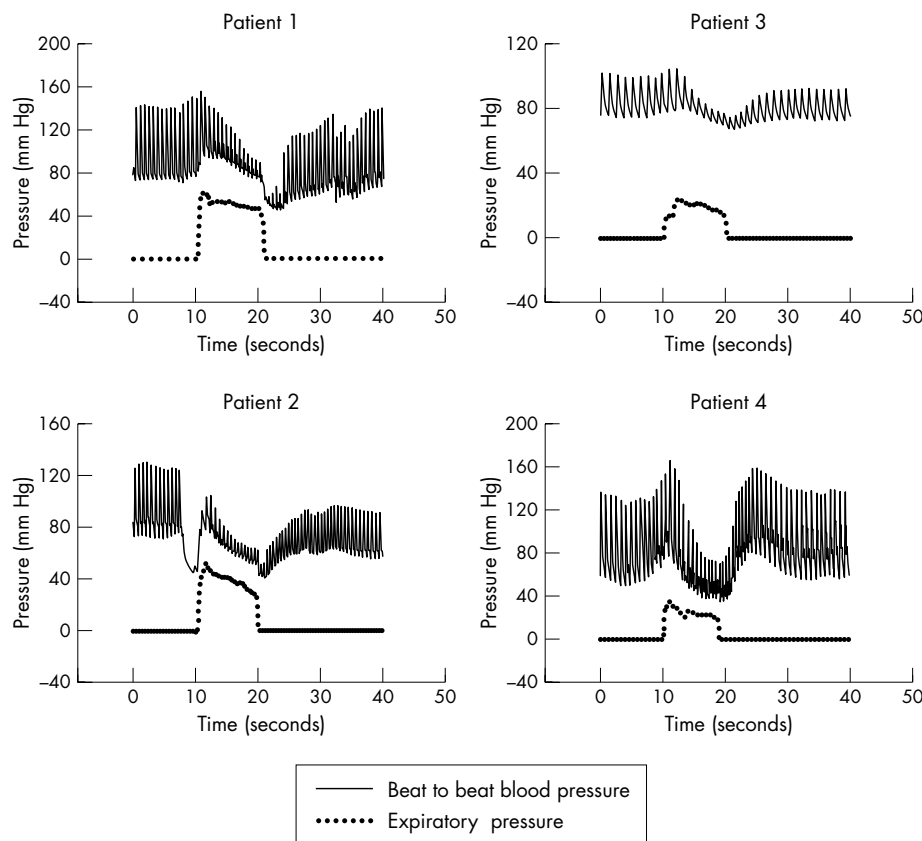 Patient 1
200
160
120
80
40
0
–40
Pressure (mm Hg)
0 10 20 30 40 50
Time (seconds)
Patient 3
120
80
40
0
–40
Pressure (mm Hg)
0 10 20 30 40 50
Time (seconds)
Patient 2
160
120
80
40
0
–40
Pressure (mm Hg)
0 10 20 30 40 50
Time (seconds)
Patient 4
200
160
120
80
40
0
–40
Pressure (mm Hg)
0 10 20 30 40 50
Time (seconds)
Beat to beat blood pressure
Expiratory pressure